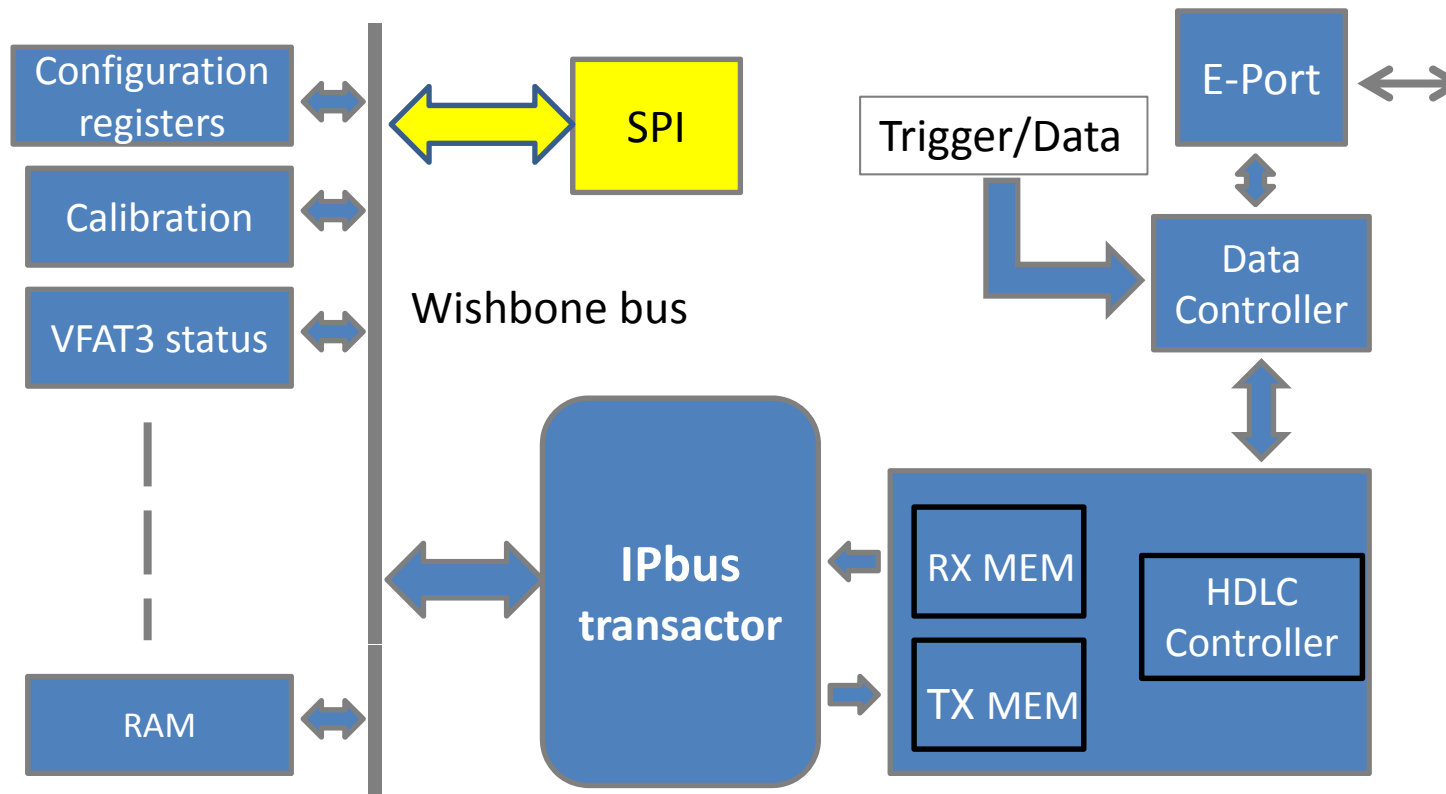 Configuration
registers
SPI
E-Port
Trigger/Data
Calibration
Data
Controller
Wishbone bus
VFAT3 status
IPbus
transactor
RX MEM
HDLC
Controller
TX MEM
RAM